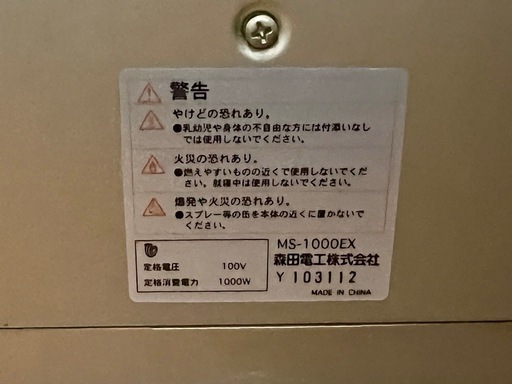 警告
やけどの恐れあり。
●乳幼児や身体の不自由な方には付添いなし
では使用しないでください。
火災の恐れあり。
●燃えやすいものの近くで使用しないでくだ
さい。就寝中は使用しないでください。
爆発や火災の恐れあり。
●スプレー等の缶を本体の近くに置かないで
ください。
定格電圧 100V
定格消費電力 1000W
MS-1000EX
森田電工株式会社
Y 103112
MADE IN CHINA